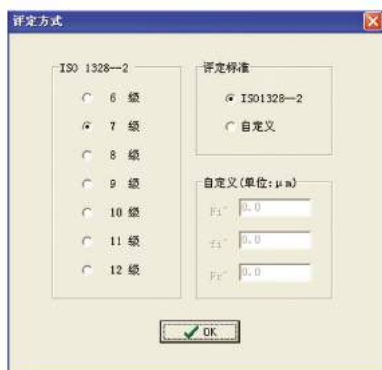 评定方式
ISO 1328--2
6 级
7 级
8 级
9 级
10 级
11 级
12 级
评定标准
ISO1328--2
自定义
自定义(单位:μm)
Fi" 0.0
fi" 0.0
Fr" 0.0
OK